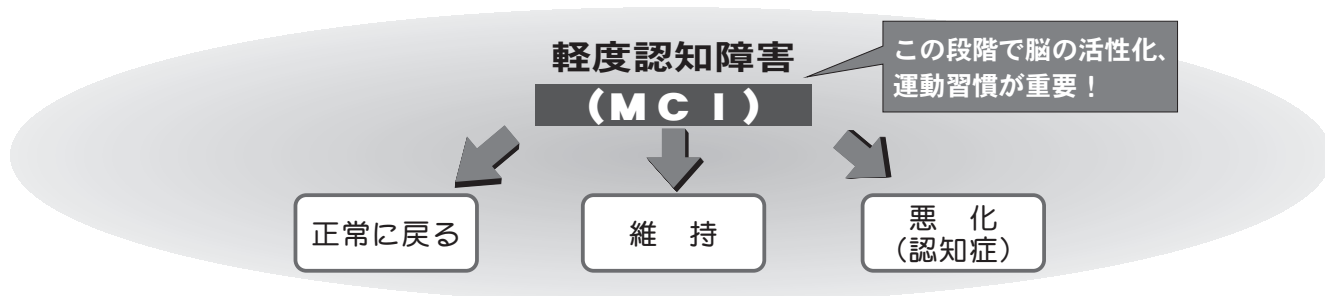 軽度認知障害
(ＭＣＩ)
この段階で脳の活性化、
運動習慣が重要！
正常に戻る
維　持
悪　化
(認知症)